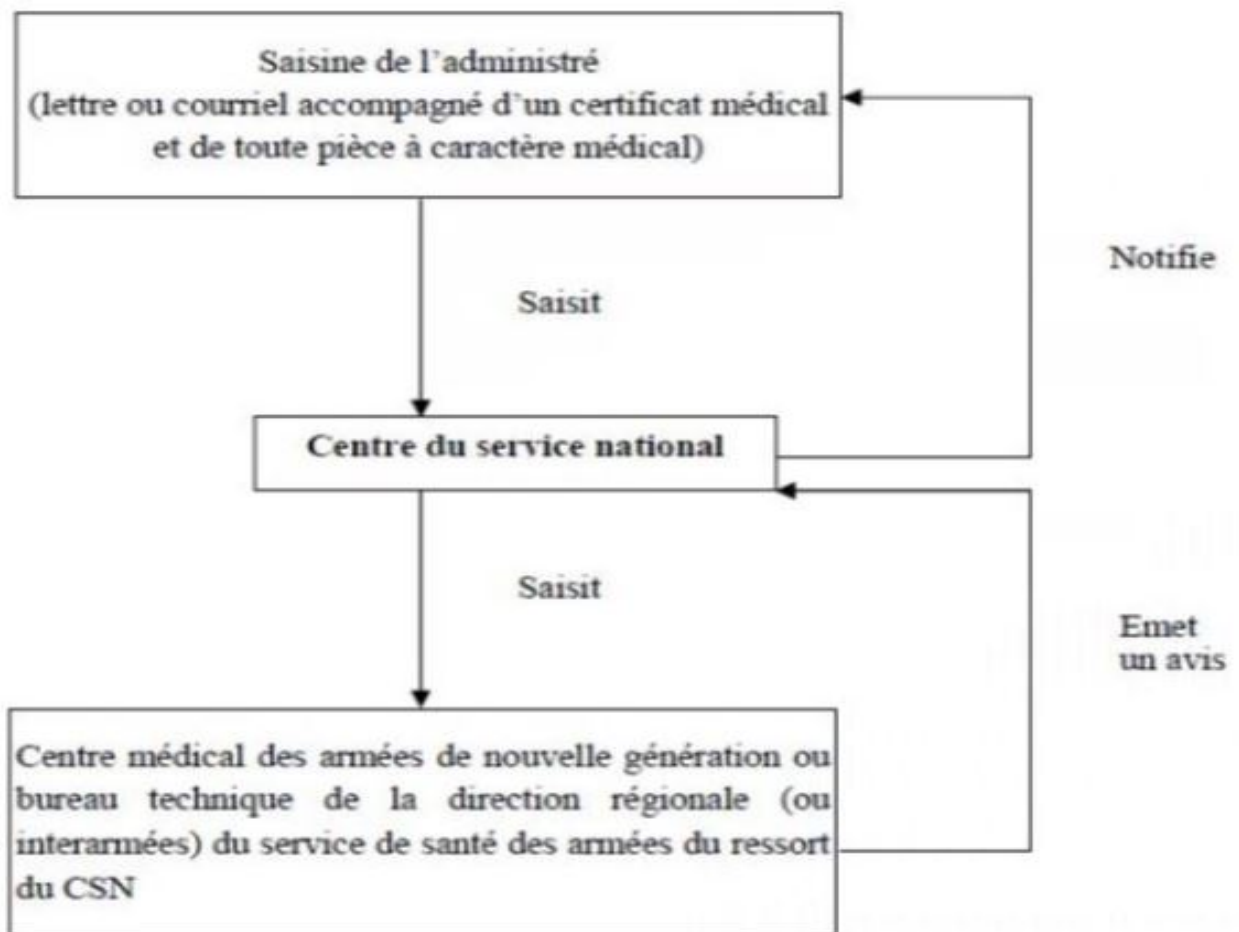 Saisine de l'administré
(lettre ou courriel accompagné d'un certificat médical
et de toute pièce à caractère médical)
Notifie
Saisit
Centre du service national
Saisit
Emet
un avis
Centre médical des armées de nouvelle génération ou
bureau technique de la direction régionale (ou
interarmées) du service de santé des armées du ressort
du CSN